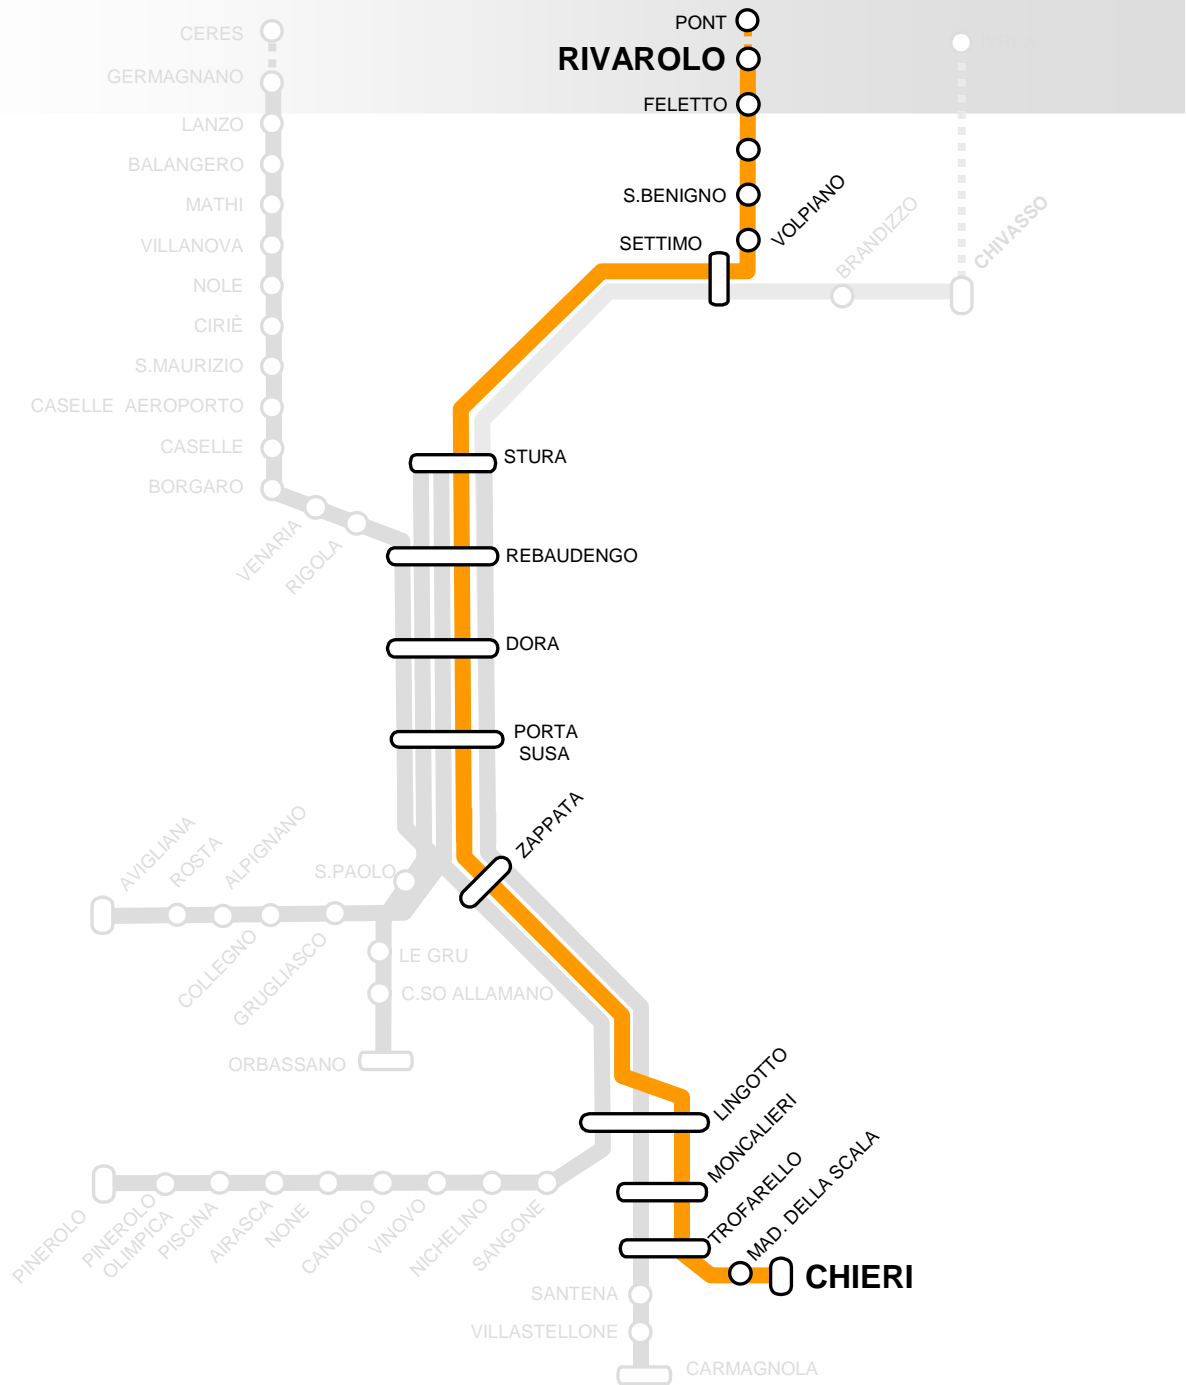 PONT
RIVAROLO
FELETTO
S.BENIGNO
VOLPIANO
SETTIMO
BRANDIZZO
CHIVASSO
CERES
GERMAGNANO
LANZO
BALANGERO
MATHI
VILLANOVA
NOLE
CIRIÈ
S.MAURIZIO
CASELLE AEROPORTO
CASELLE
BORGARO
VENARIA
RIGOLA
STURA
REBAUDENGO
DORA
PORTA
SUSA
ZAPPATA
AVIGLIANA
ROSTA
ALPIGNANO
S.PAOLO
COLLEGNO
GRUGLIASCO
LE GRU
C.SO ALLAMANO
ORBASSANO
LINGOTTO
MONCALIERI
TROFARELLO
MAD. DELLA SCALA
CHIERI
PINEROLO
PINEROLO
OLIMPICA
PISCINA
AIRASCA
NONE
CANDIOLO
VINOVO
NICHELINO
SANGONE
SANTENA
VILLASTELLONE
CARMAGNOLA